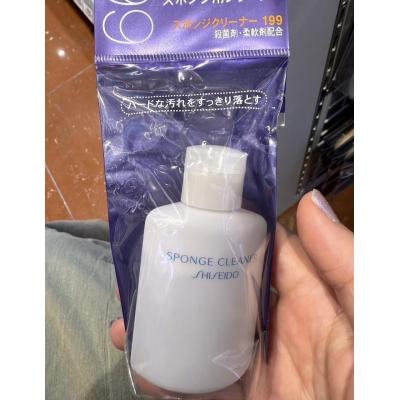 スポンジクリーナー 199
殺菌剤・柔軟剤配合
ハードな汚れをすっきり落とす
SPONGE CLEANER
SHISEIDO